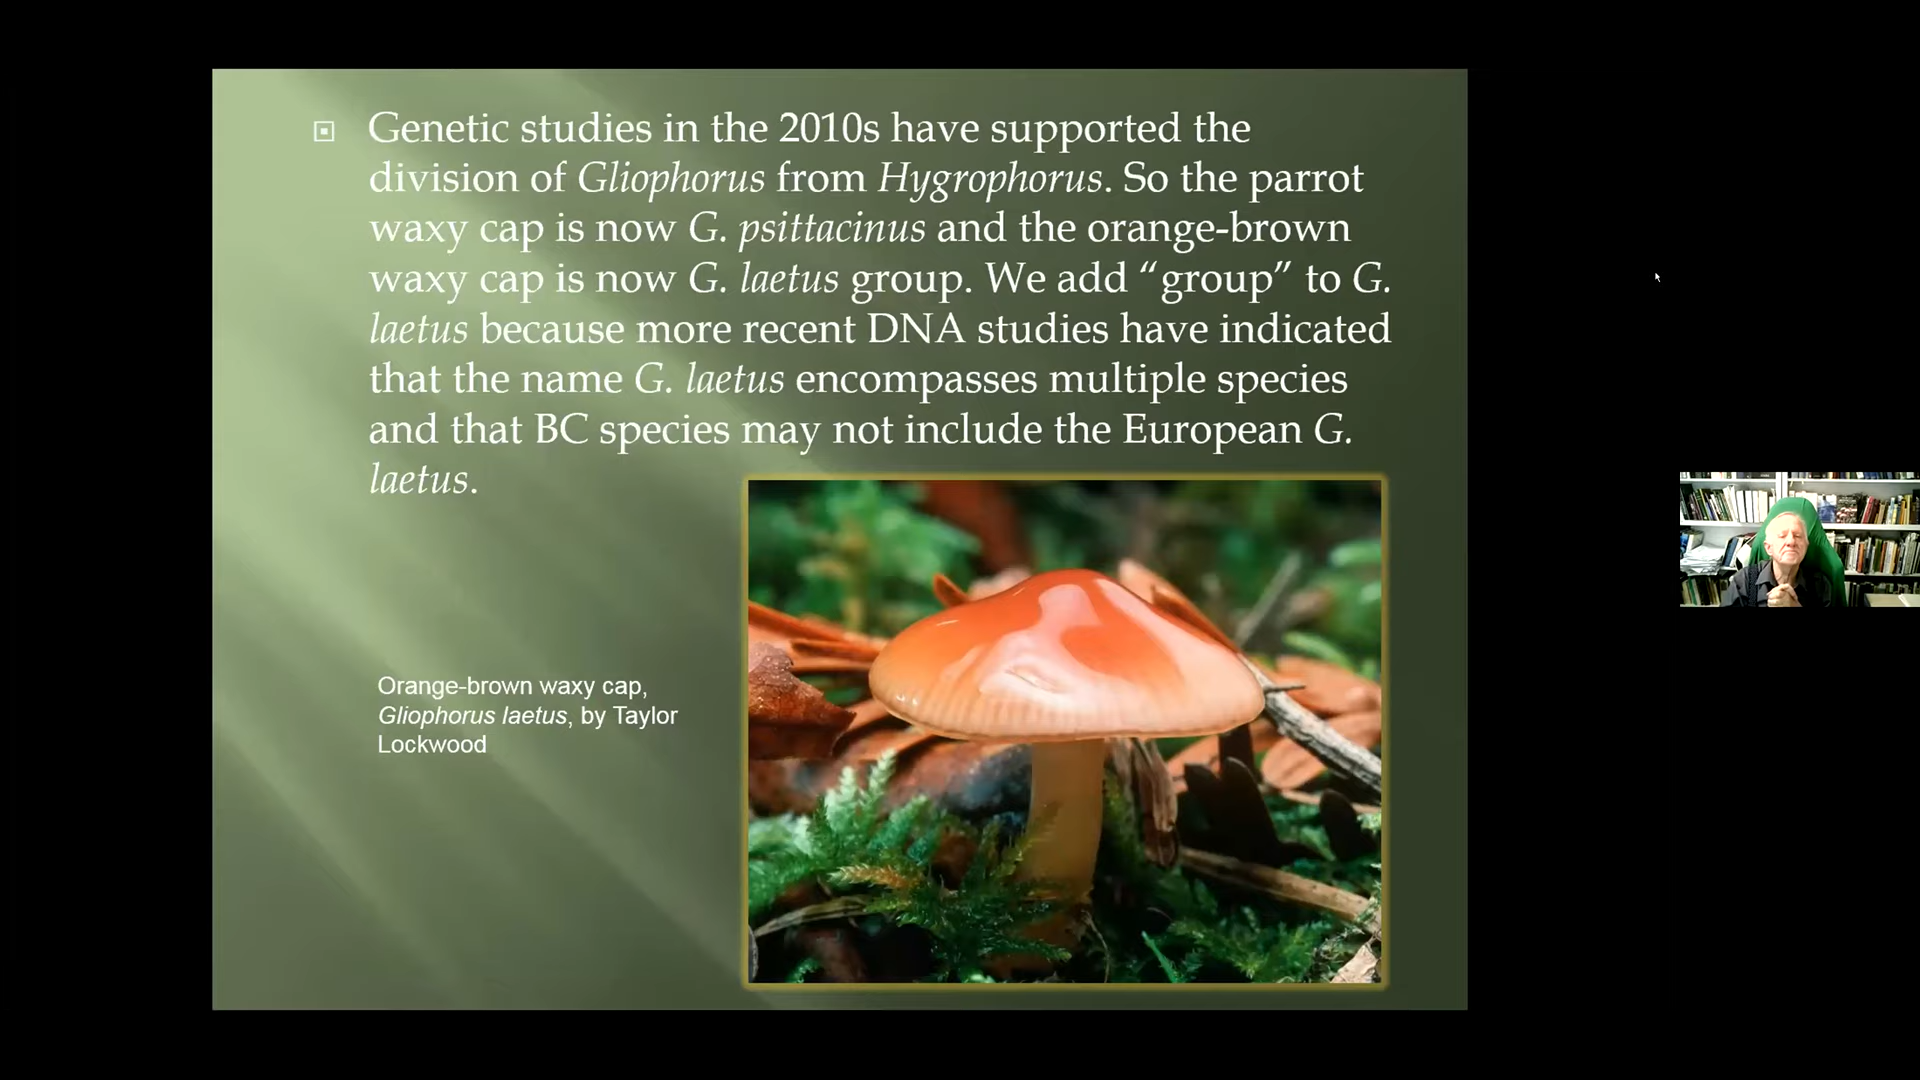 Genetic studies in the 2010s have supported the
division of Gliophorus from Hygrophorus. So the parrot
waxy cap is now G. psittacinus and the orange-brown
waxy cap is now G. laetus group. We add “group” to G.
laetus because more recent DNA studies have indicated
that the name G. laetus encompasses multiple species
and that BC species may not include the European G.
laetus.
Orange-brown waxy cap,
Gliophorus laetus, by Taylor
Lockwood